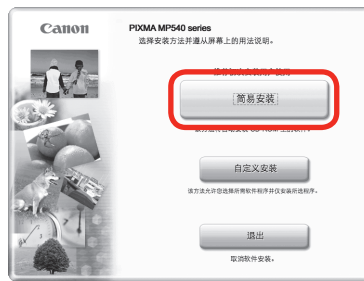 Canon
PIXMA MP540 series
选择安装方法并遵从屏幕上的用法说明。
简易安装
自定义安装
该方法允许您选择所需软件程序并仅安装所选程序。
退出
取消软件安装。